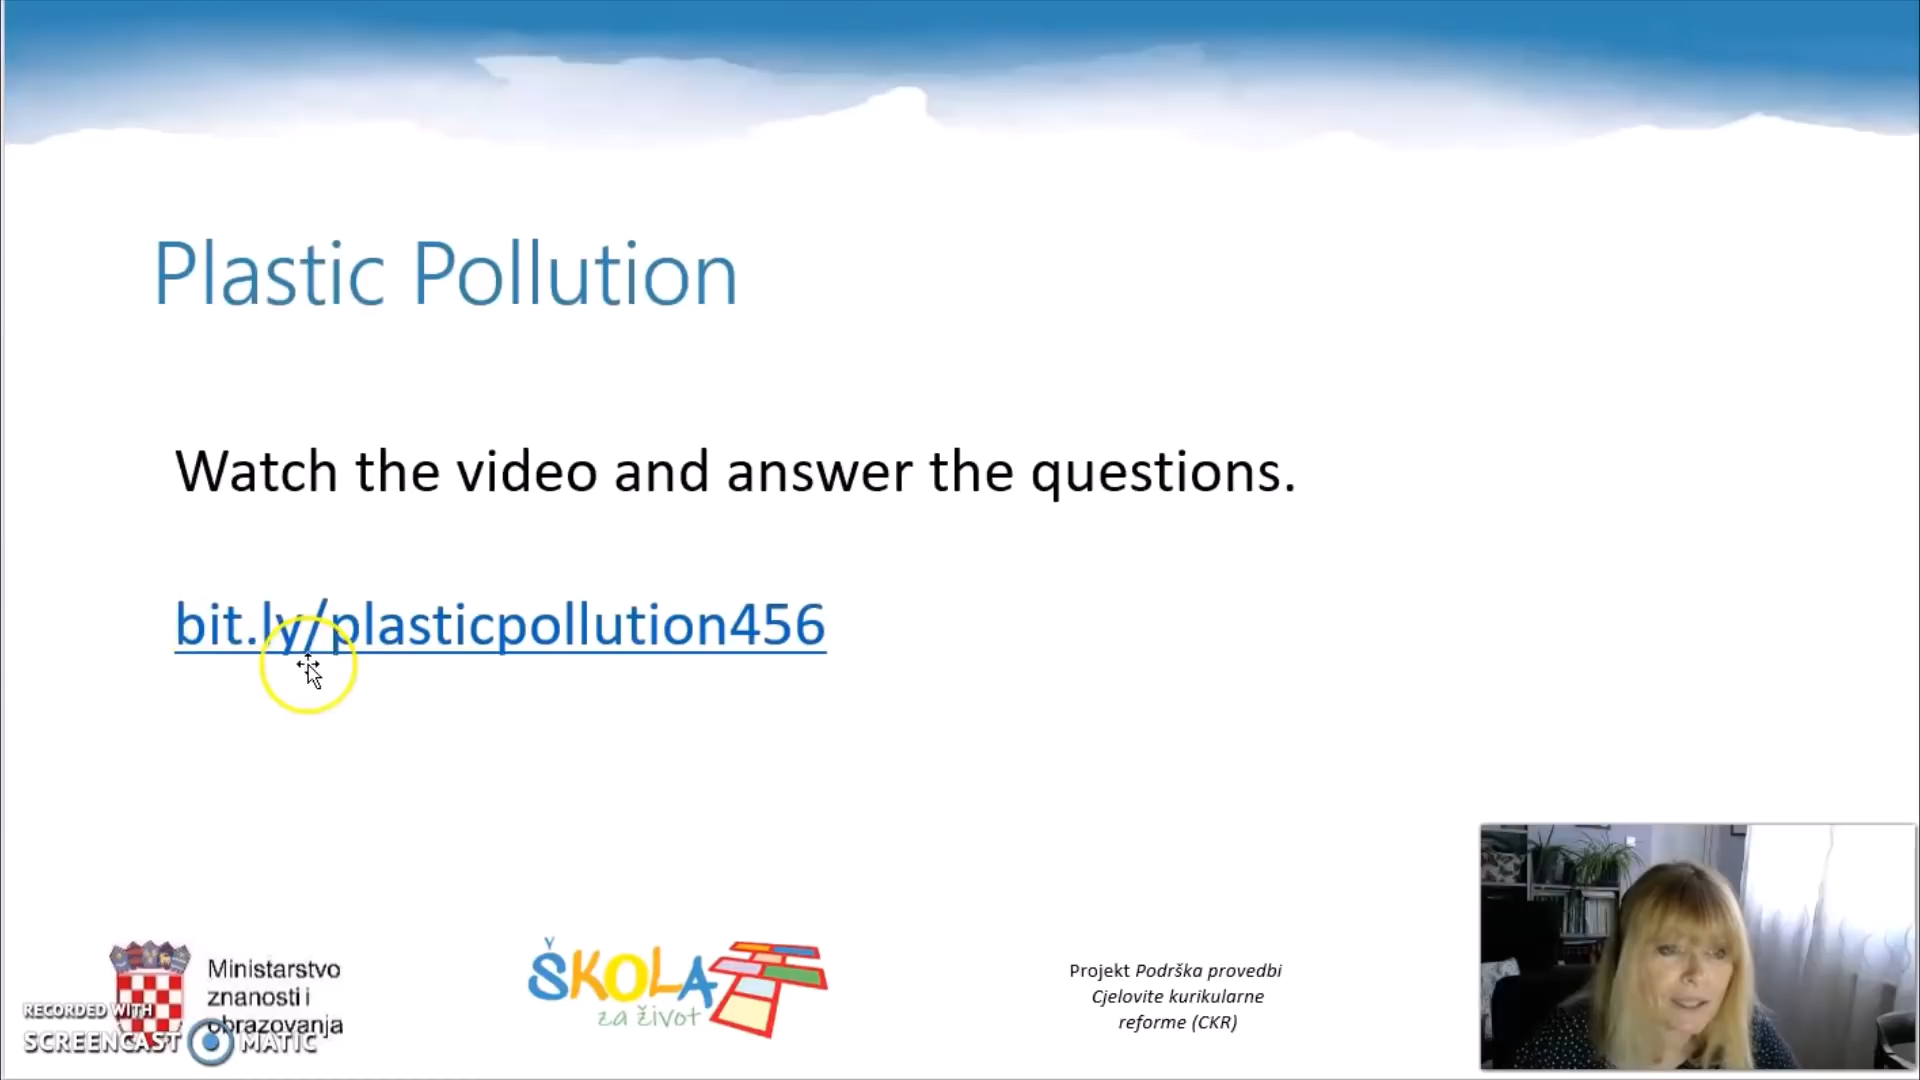 Plastic Pollution
Watch the video and answer the questions.
bit.ly/plasticpollution456
Ministarstvo
znanosti i
obrazovanja
RECORDED WITH
SCREENCAST MATIC
ŠKOLA
za život
Projekt Podrška provedbi
Cjelovite kurikularne
reforme (CKR)